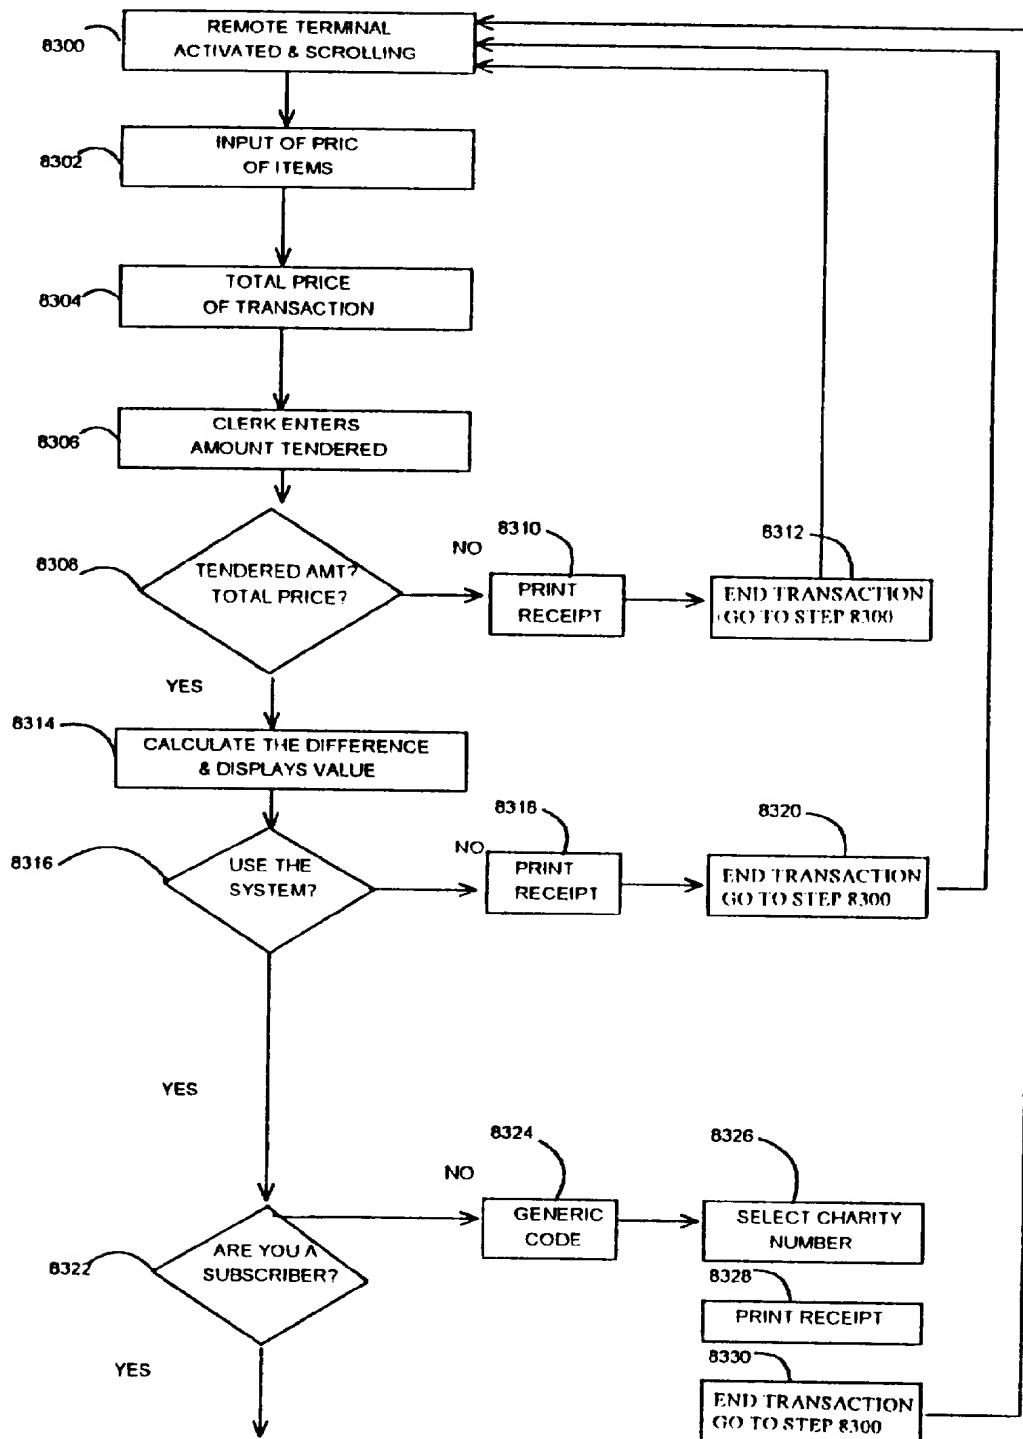 8300
REMOTE TERMINAL
ACTIVATED & SCROLLING
8302
INPUT OF PRIC
OF ITEMS
8304
TOTAL PRICE
OF TRANSACTION
8306
CLERK ENTERS
AMOUNT TENDERED
8308
TENDERED AMT?
TOTAL PRICE?
NO
8310
PRINT
RECEIPT
8312
END TRANSACTION
GO TO STEP 8300
YES
8314
CALCULATE THE DIFFERENCE
& DISPLAYS VALUE
8316
USE THE
SYSTEM?
NO
8318
PRINT
RECEIPT
8320
END TRANSACTION
GO TO STEP 8300
YES
8322
ARE YOU A
SUBSCRIBER?
NO
8324
GENERIC
CODE
8326
SELECT CHARITY
NUMBER
8328
PRINT RECEIPT
8330
END TRANSACTION
GO TO STEP 8300
YES